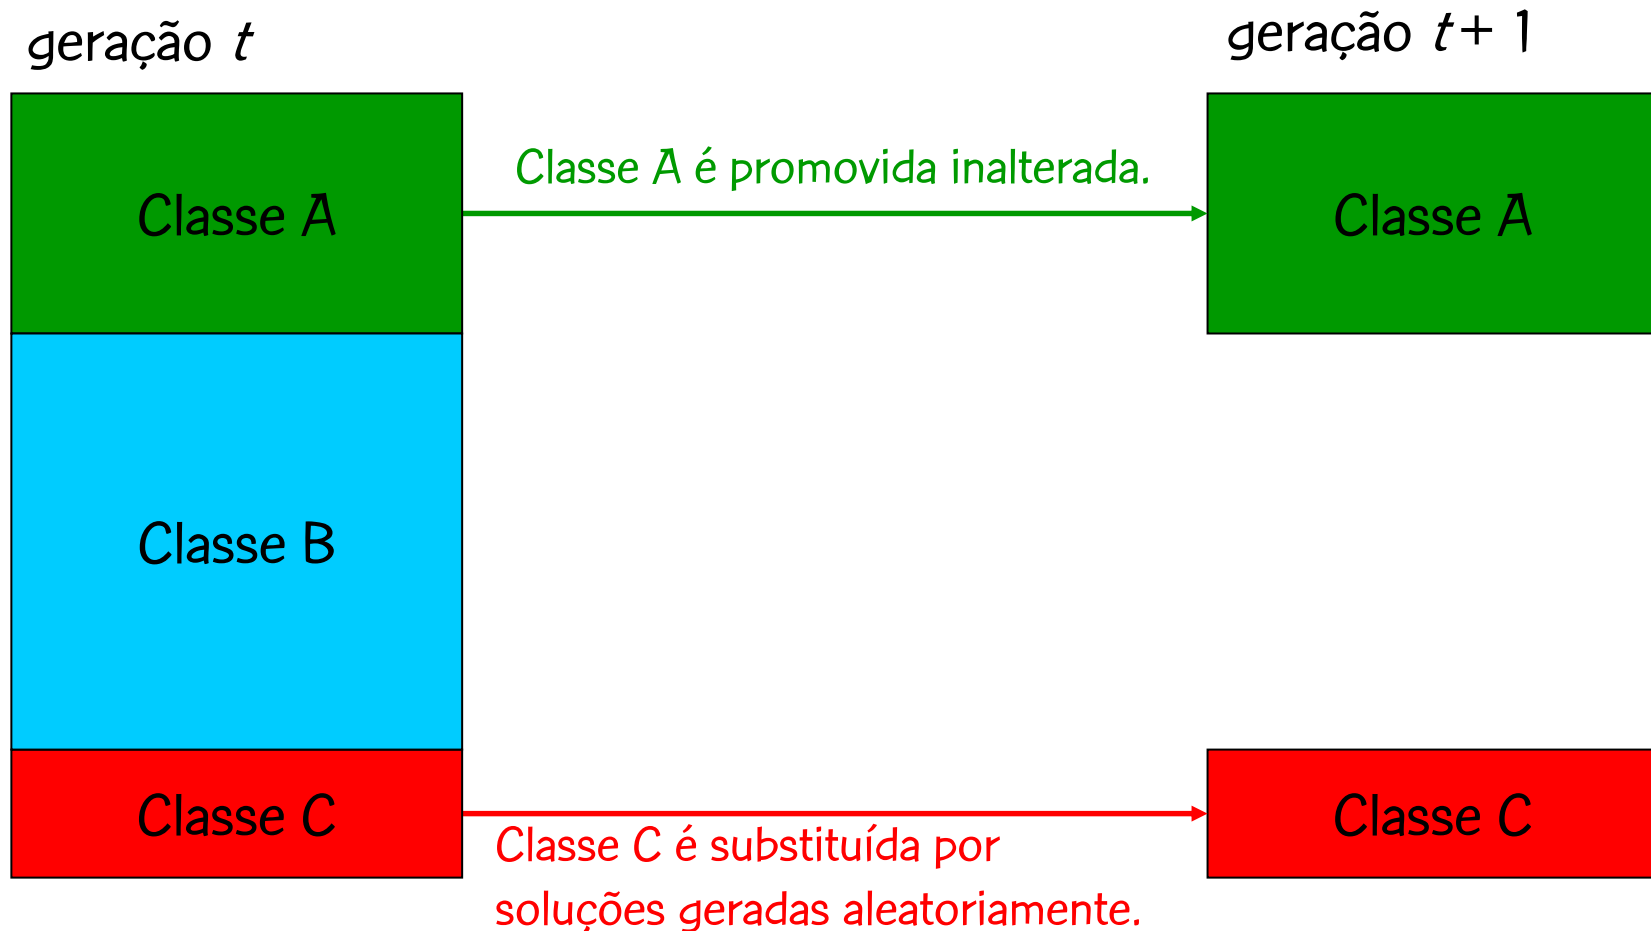 geração t
geração t + 1
Classe A é promovida inalterada.
Classe A
Classe A
Classe B
Classe C
Classe C
Classe C é substituída por
soluções geradas aleatoriamente.